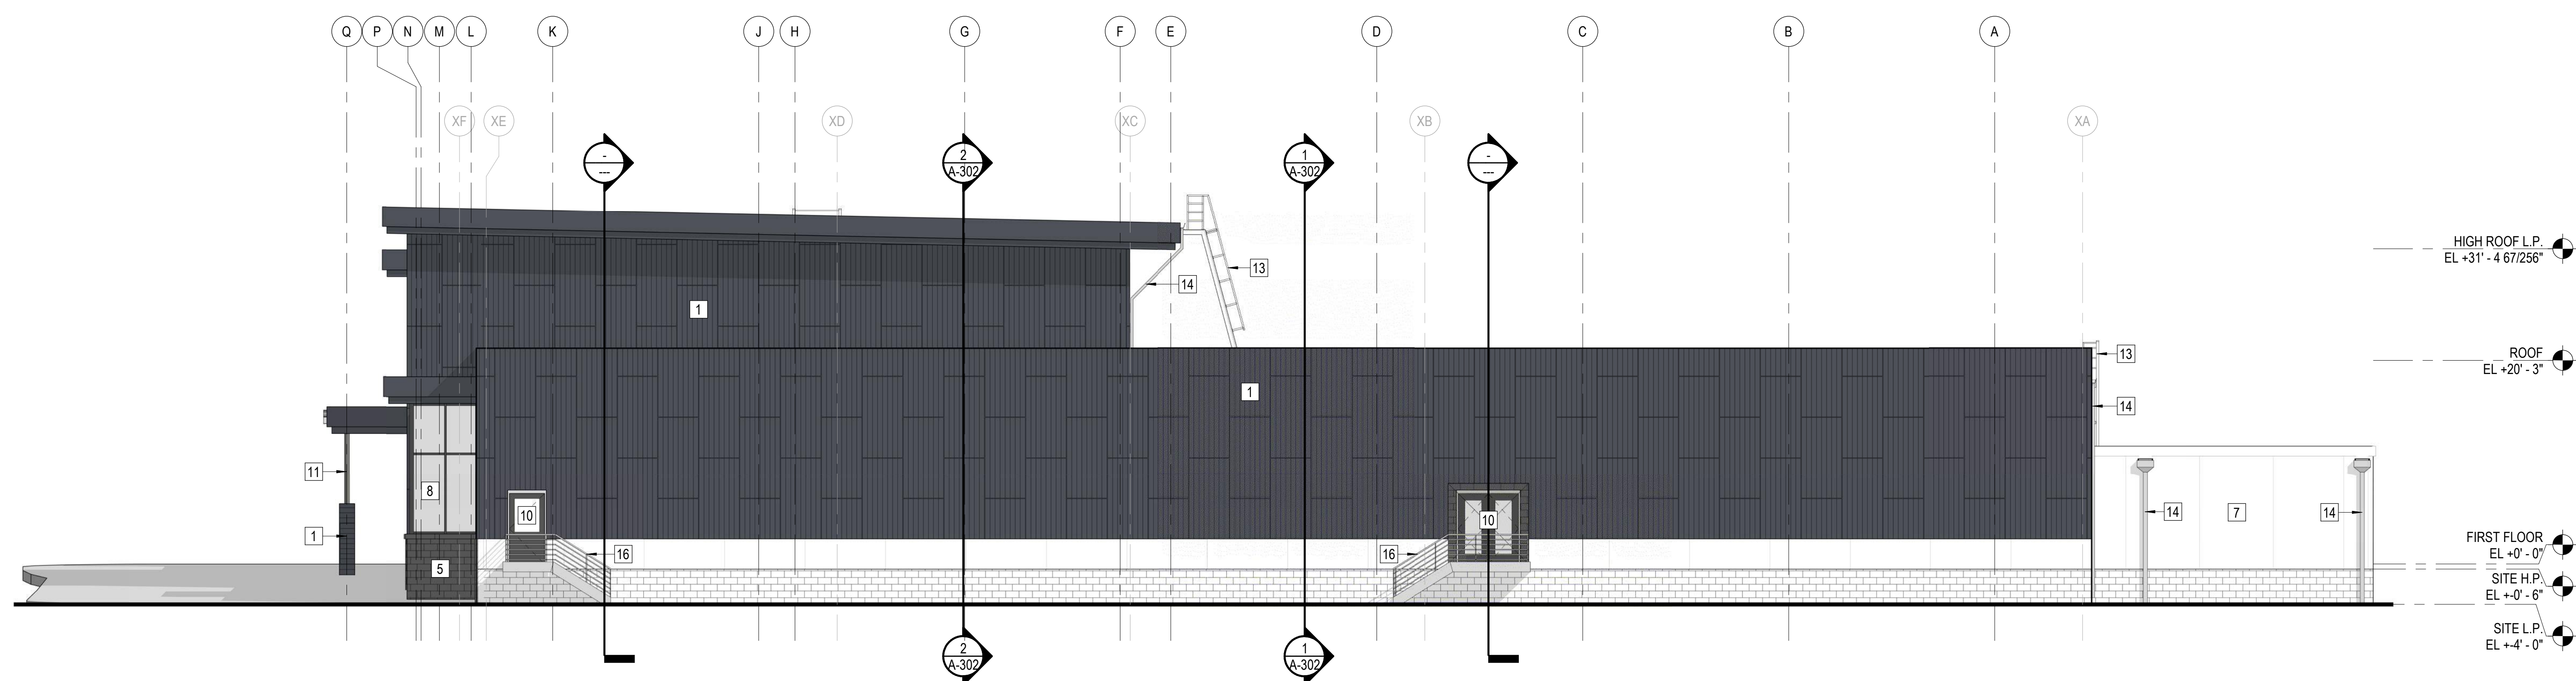 Q P N M L K J H G F E D C B A
XF XE XD XC XB XA
-
---
2
A-302
1
A-302
-
---
HIGH ROOF L.P.
EL +31' - 4 67/256"
13
14
1
ROOF
EL +20' - 3"
13
1
14
11
8
10
10
14
7
14
1
16
16
FIRST FLOOR
EL +0' - 0"
5
SITE H.P.
EL +-0' - 6"
SITE L.P.
EL +-4' - 0"
2
A-302
1
A-302